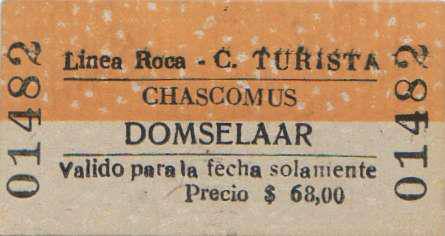 01482
Linea Roca - C. TURISTA
CHASCOMUS
DOMSELAAR
Valido para la fecha solamente
Precio $ 68,00
01482